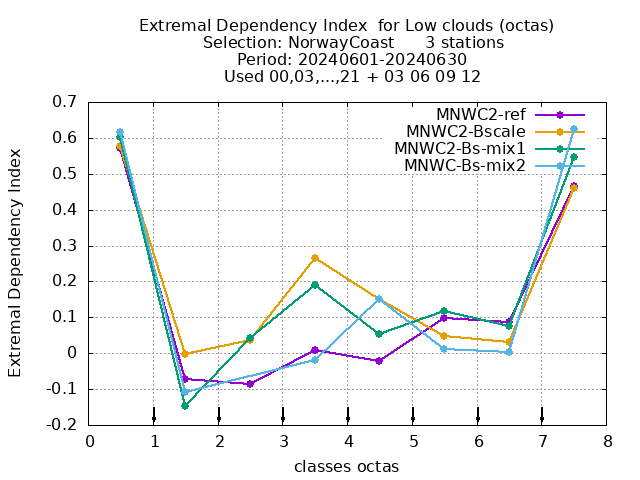 Extremal Dependency Index  for Low clouds (octas)
Selection: NorwayCoast      3 stations
Period: 20240601-20240630
Used 00,03,...,21 + 03 06 09 12
MNWC2-ref
MNWC2-Bscale
MNWC2-Bs-mix1
MNWC-Bs-mix2
Extremal Dependency Index
0.7
0.6
0.5
0.4
0.3
0.2
0.1
0
-0.1
-0.2
0 1 2 3 4 5 6 7 8
classes octas